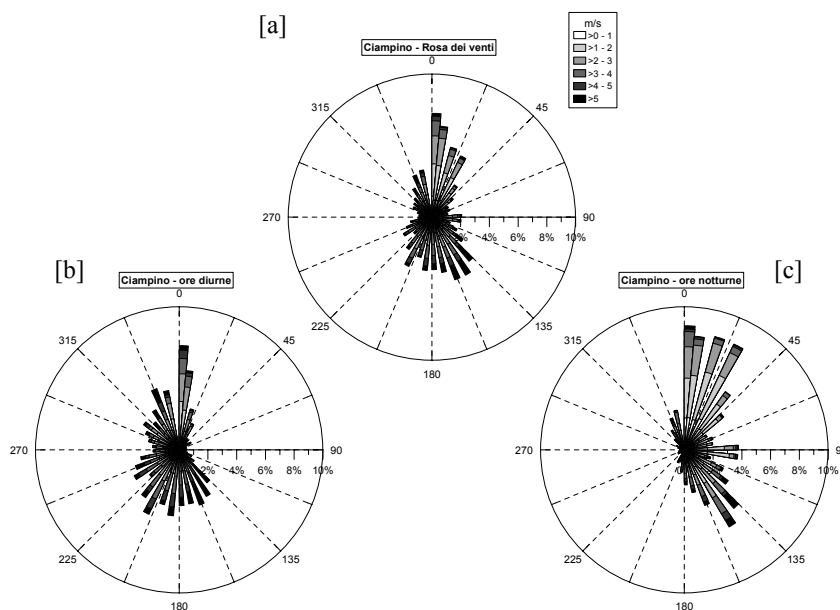 [a]
Ciampino - Rosa dei venti
m/s
>0 - 1
>1 - 2
>2 - 3
>3 - 4
>4 - 5
>5
0
45
90
135
180
225
270
315
4% 6% 8% 10%
[b]
Ciampino - ore diurne
0
45
90
135
180
225
270
315
2% 4% 6% 8% 10%
[c]
Ciampino - ore notturne
0
45
135
180
225
270
315
4% 6% 8% 10%